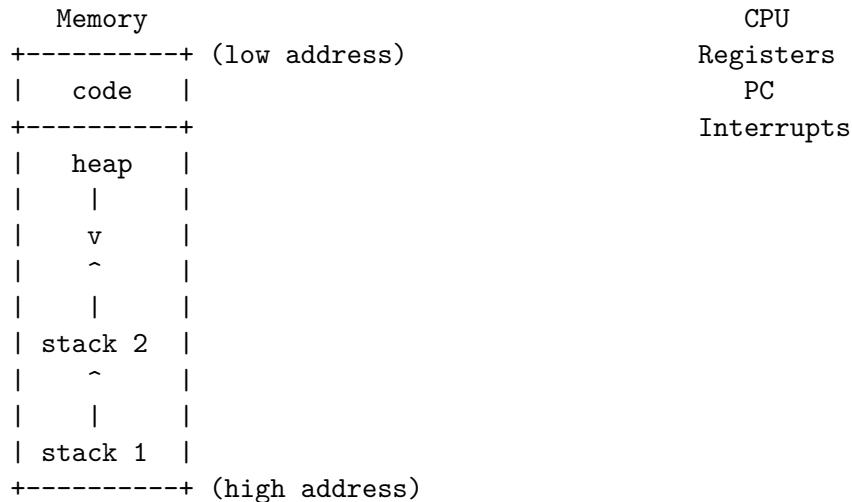 Memory CPU
+----------+ (low address) Registers
| code | PC
+----------+ Interrupts
| heap |
| | |
| v |
| ^ |
| | |
| stack 2 |
| ^ |
| | |
| stack 1 |
+----------+ (high address)